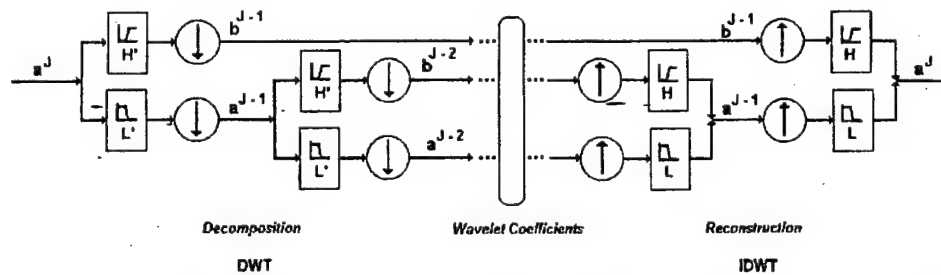 a^J H' b^J-1 b^J-1 H
H' b^J-2 H a^J
L' a^J-1 a^J-1 L
L' a^J-2 L
Decomposition Wavelet Coefficients Reconstruction
DWT IDWT